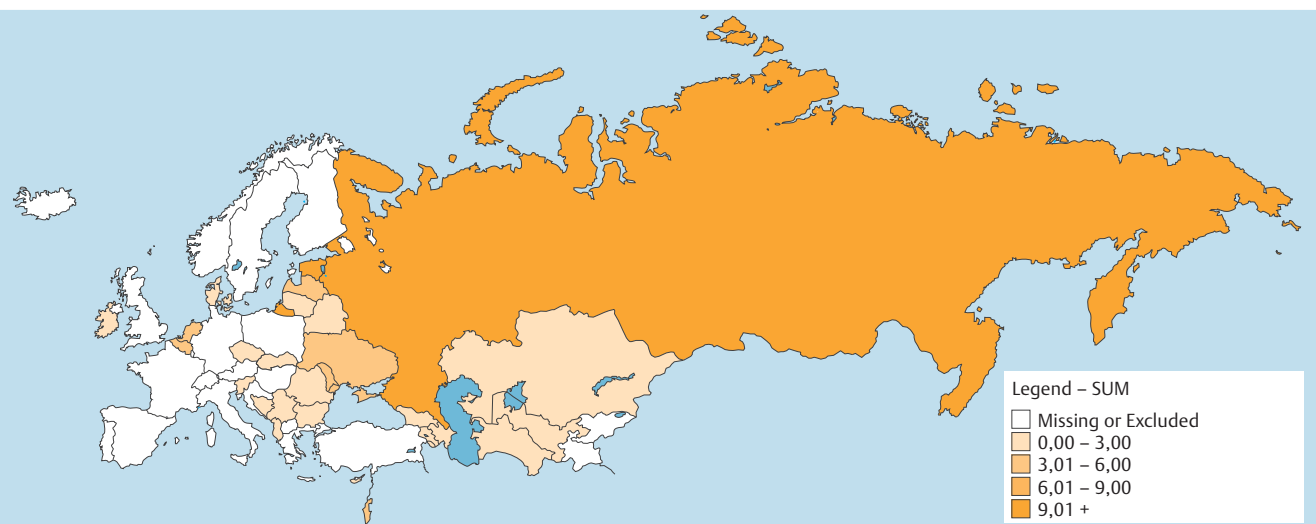 Legend – SUM
Missing or Excluded
0,00 – 3,00
3,01 – 6,00
6,01 – 9,00
9,01 +